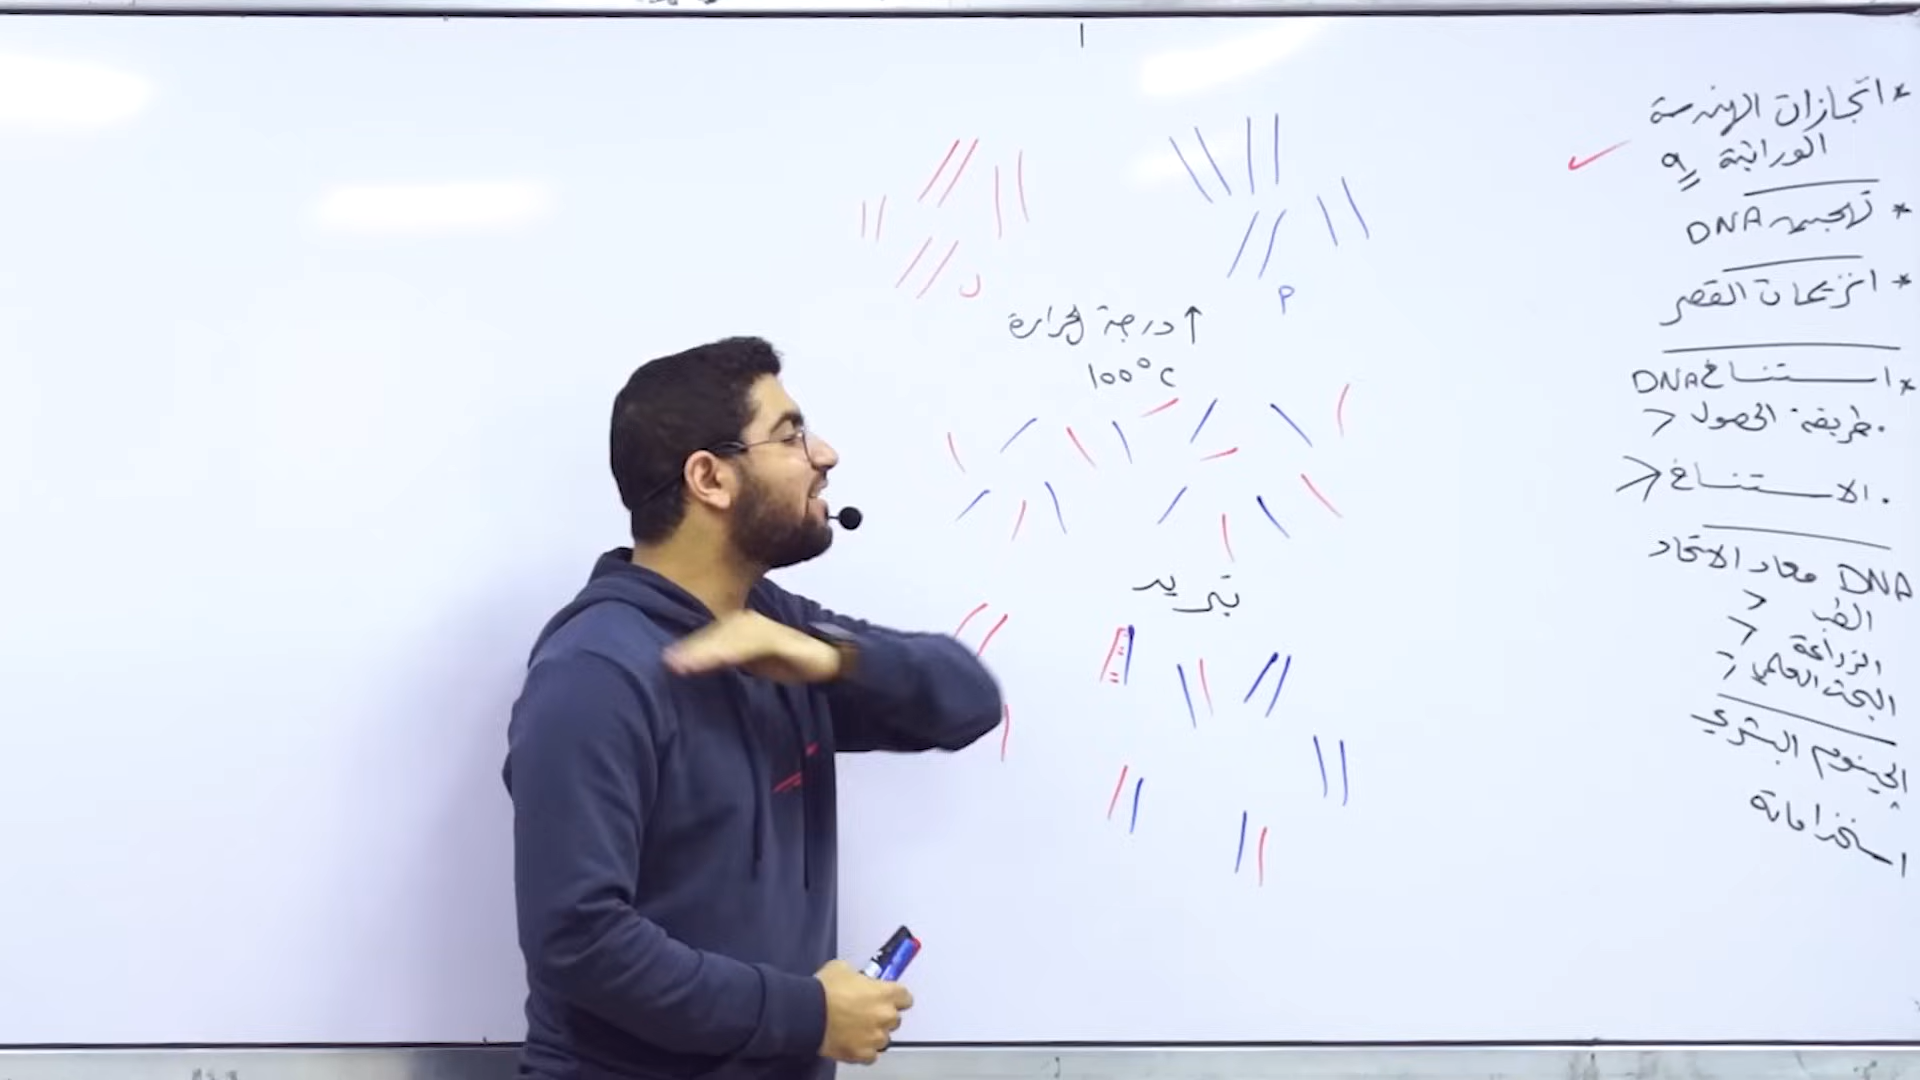 * انجازات الهندسة
الوراثية و
* تهجين DNA
* انزيمات القصر
* استنساخ DNA
. طريقة الحصول >
. الاستنساخ >
DNA معاد الاتحاد
الطب >
الزراعة >
البحث العلمي >
الجينوم البشري
استخداماته
ل
P
↑ درجة الحرارة
100°C
تبريد